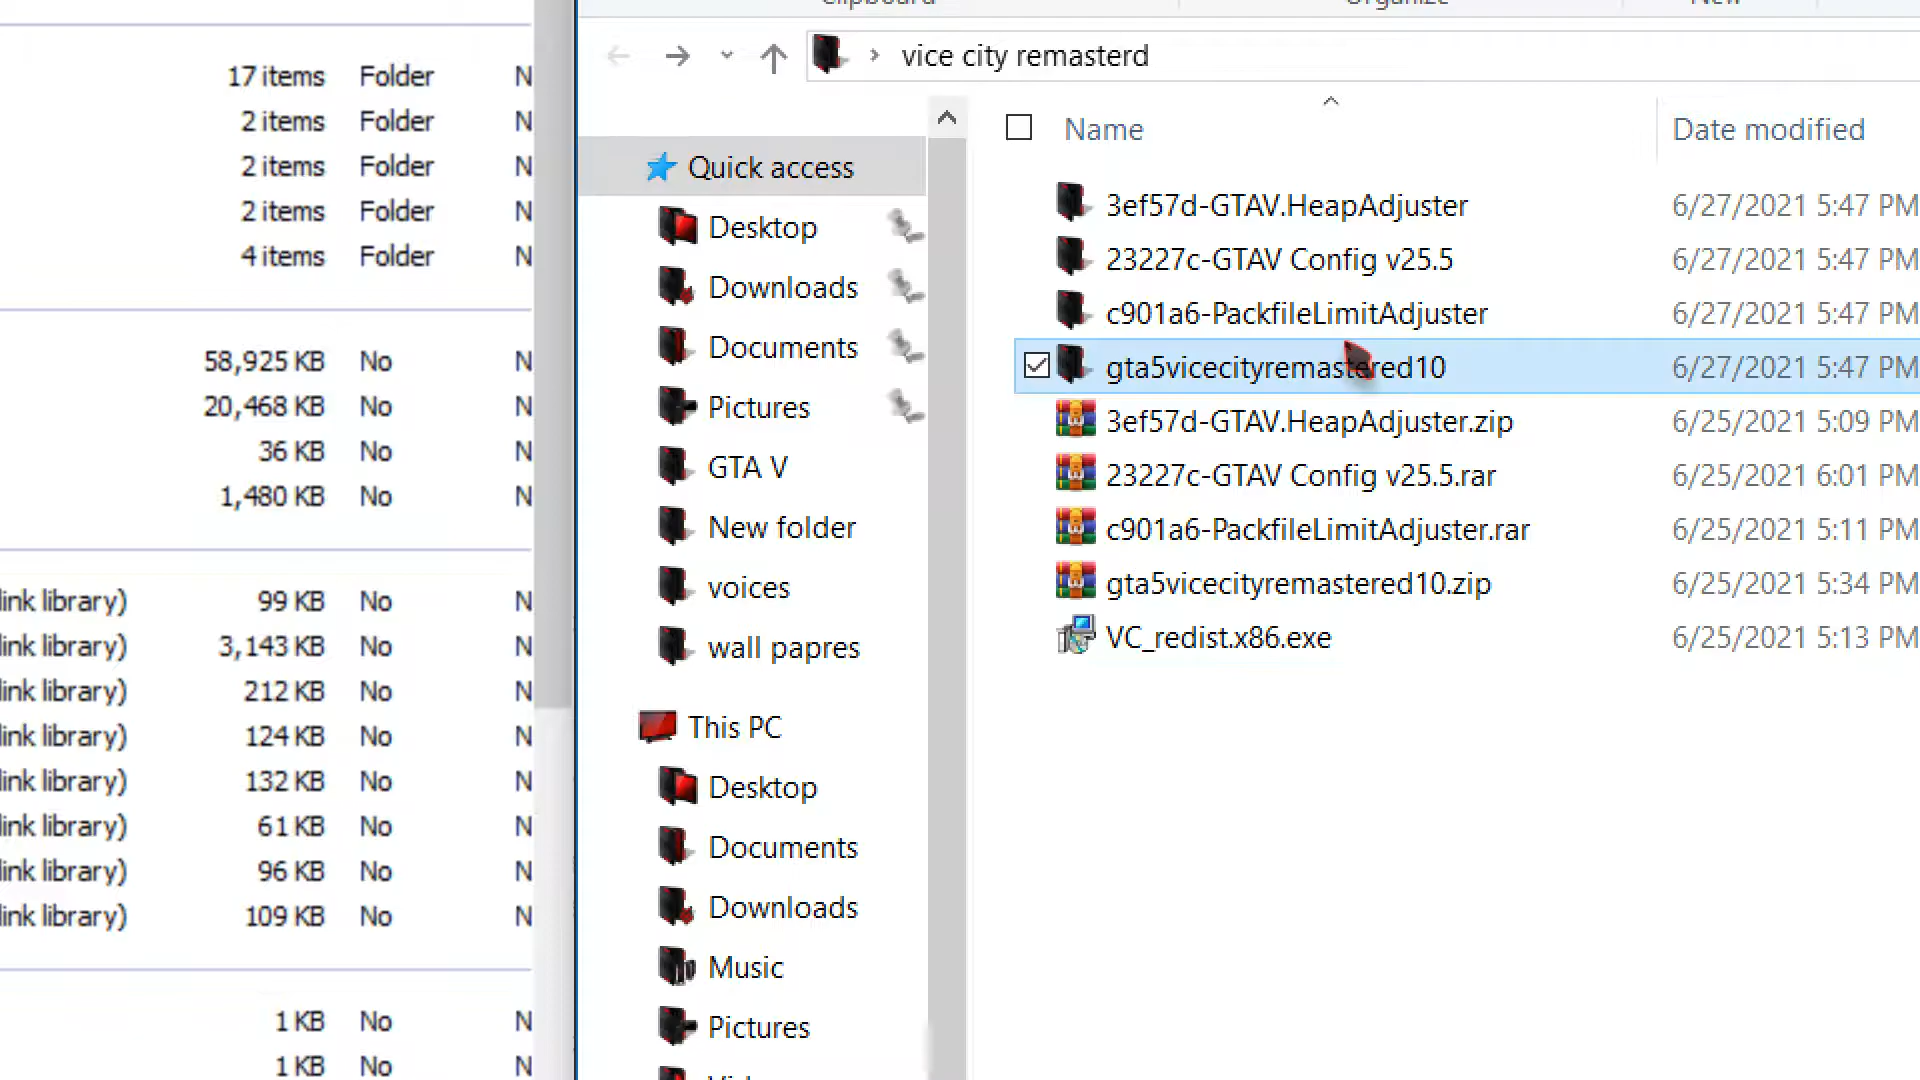 17 items Folder N
2 items Folder N
2 items Folder N
2 items Folder N
4 items Folder N
58,925 KB No N
20,468 KB No N
36 KB No N
1,480 KB No N
link library) 99 KB No N
link library) 3,143 KB No N
link library) 212 KB No N
link library) 124 KB No N
link library) 132 KB No N
link library) 61 KB No N
link library) 96 KB No N
link library) 109 KB No N
1 KB No N
1 KB No N
Clipboard Organize New
vice city remasterd
Quick access
Desktop
Downloads
Documents
Pictures
GTA V
New folder
voices
wall papres
This PC
Desktop
Documents
Downloads
Music
Pictures
Name Date modified
3ef57d-GTAV.HeapAdjuster 6/27/2021 5:47 PM
23227c-GTAV Config v25.5 6/27/2021 5:47 PM
c901a6-PackfileLimitAdjuster 6/27/2021 5:47 PM
gta5vicecityremastered10 6/27/2021 5:47 PM
3ef57d-GTAV.HeapAdjuster.zip 6/25/2021 5:09 PM
23227c-GTAV Config v25.5.rar 6/25/2021 6:01 PM
c901a6-PackfileLimitAdjuster.rar 6/25/2021 5:11 PM
gta5vicecityremastered10.zip 6/25/2021 5:34 PM
VC_redist.x86.exe 6/25/2021 5:13 PM